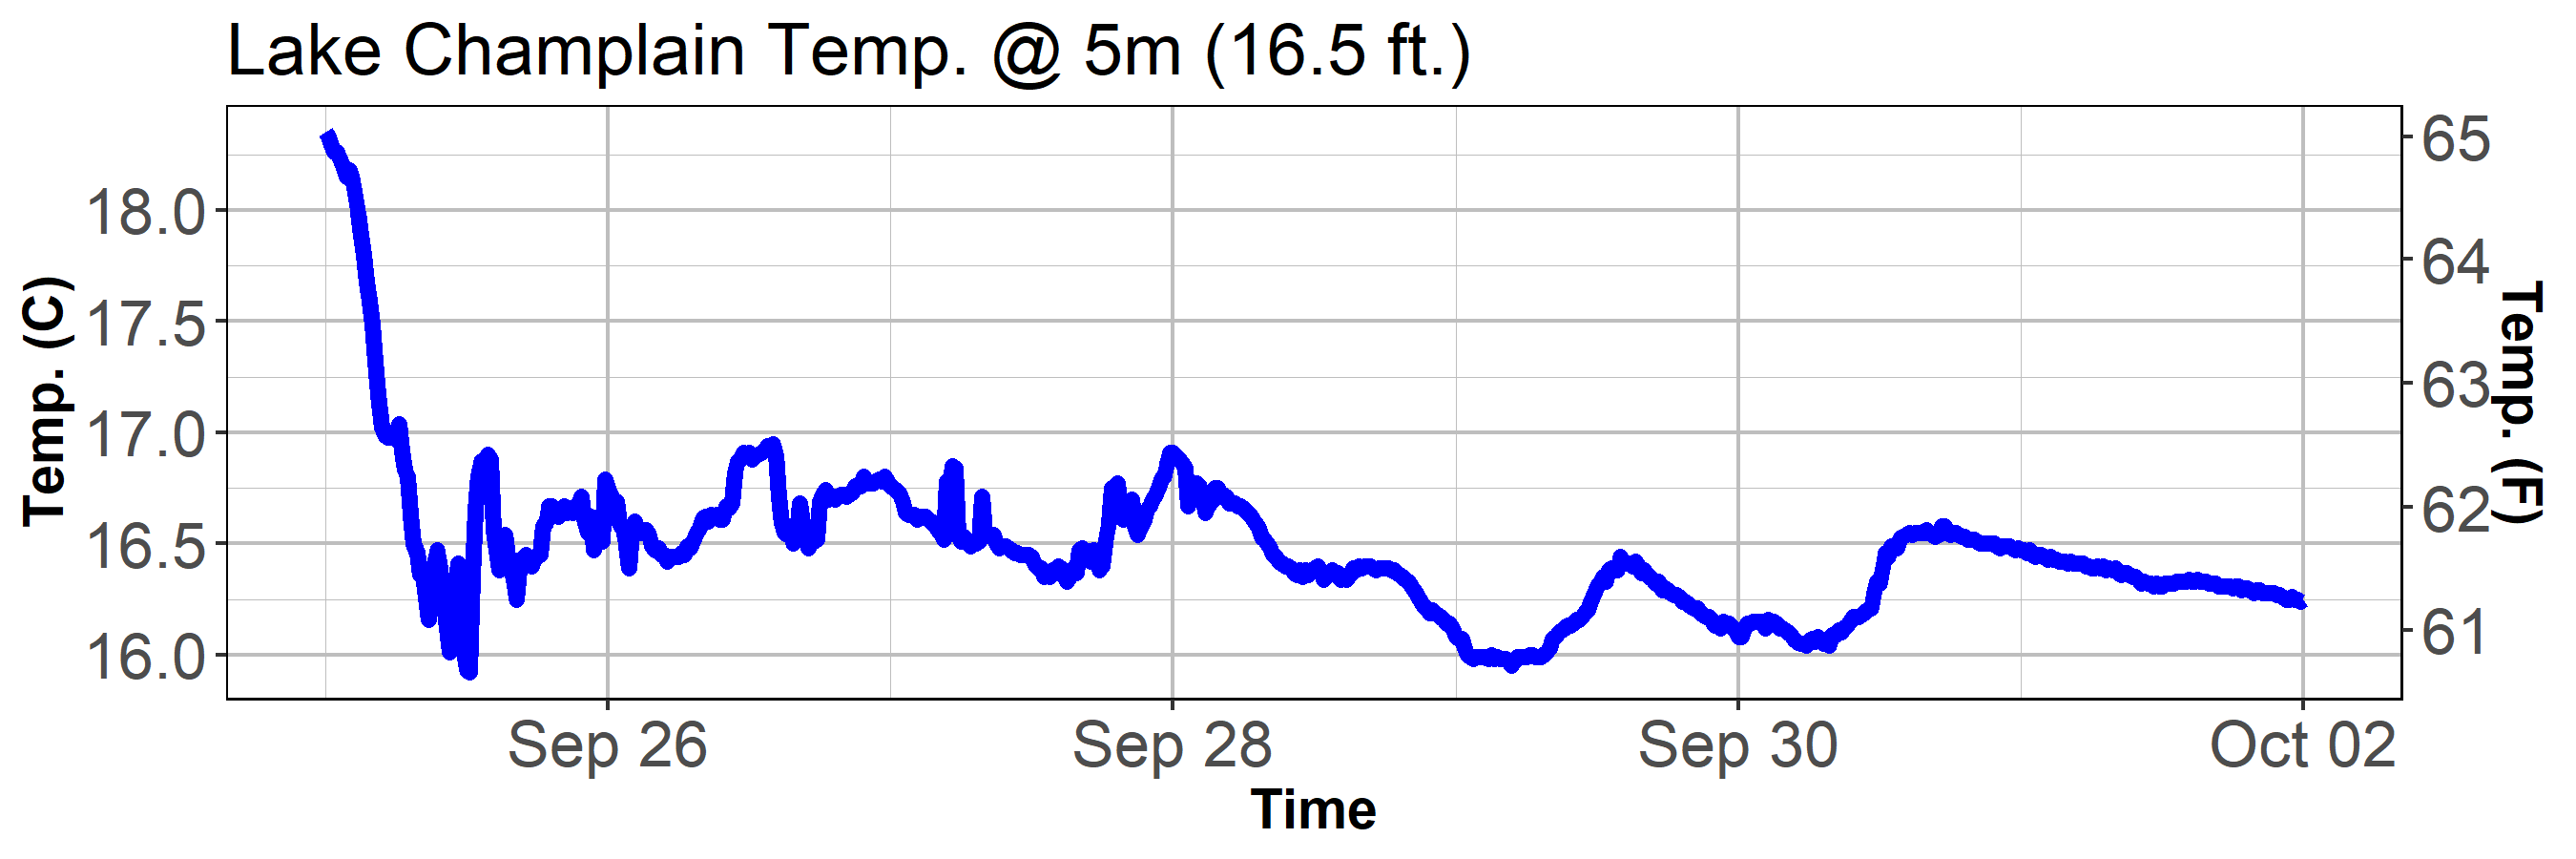 Lake Champlain Temp. @ 5m (16.5 ft.)
Temp. (C)
18.0
17.5
17.0
16.5
16.0
65
64
63
62
61
Temp. (F)
Sep 26
Sep 28
Sep 30
Oct 02
Time